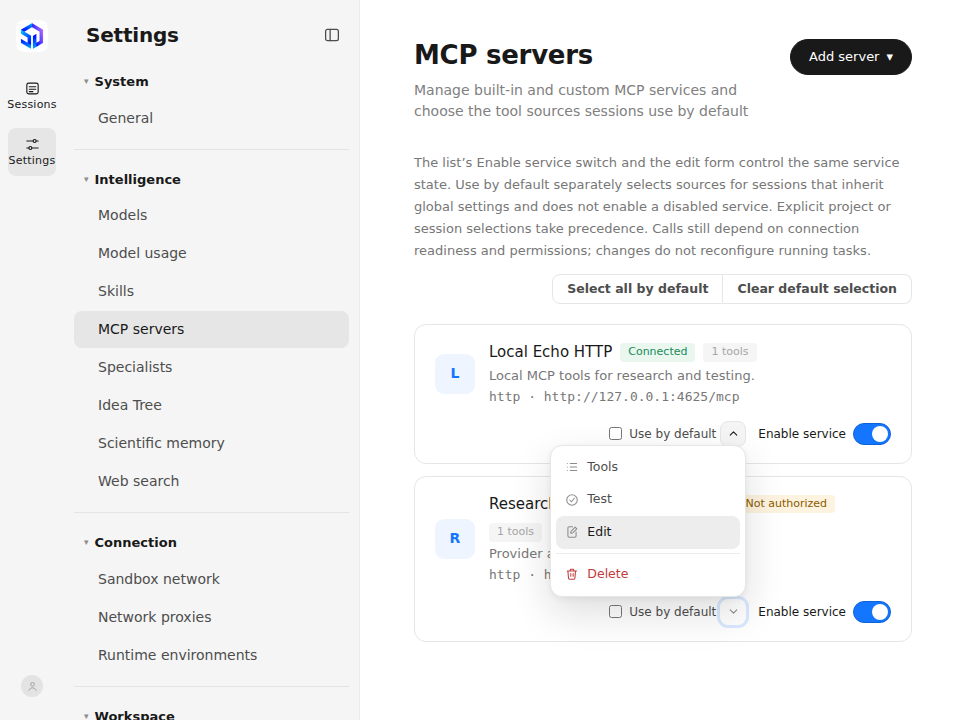 Settings
Sessions
Settings
▾ System
General
▾ Intelligence
Models
Model usage
Skills
MCP servers
Specialists
Idea Tree
Scientific memory
Web search
▾ Connection
Sandbox network
Network proxies
Runtime environments
▾ Workspace
MCP servers
Add server ▾
Manage built-in and custom MCP services and
choose the tool sources sessions use by default
The list’s Enable service switch and the edit form control the same service
state. Use by default separately selects sources for sessions that inherit
global settings and does not enable a disabled service. Explicit project or
session selections take precedence. Calls still depend on connection
readiness and permissions; changes do not reconfigure running tasks.
Select all by default Clear default selection
L
Local Echo HTTP Connected 1 tools
Local MCP tools for research and testing.
http · http://127.0.0.1:4625/mcp
Use by default Enable service
Tools
Test
Edit
Delete
R
Not authorized
1 tools
Provider
http ·
Use by default Enable service